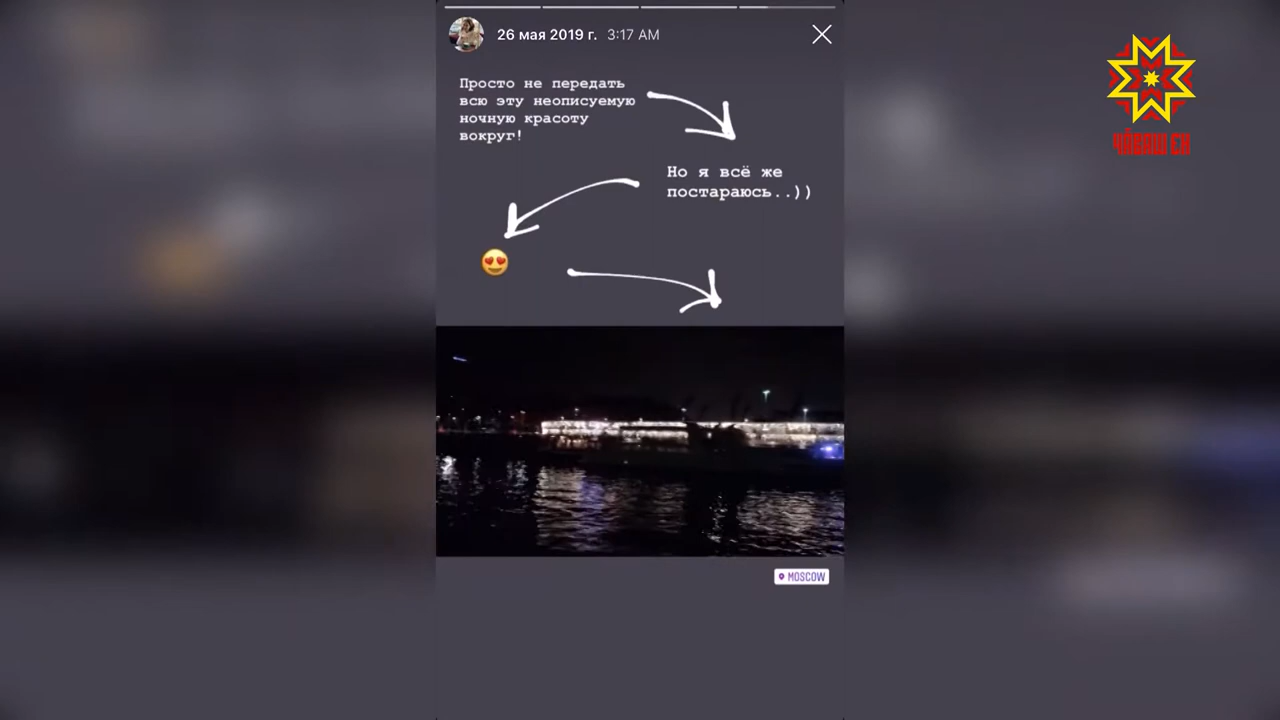 26 мая 2019 г. 3:17 AM
Просто не передать
всю эту неописуемую
ночную красоту
вокруг!
Но я всё же
постараюсь..))
MOSCOW
ЧӐВАШ ЕН